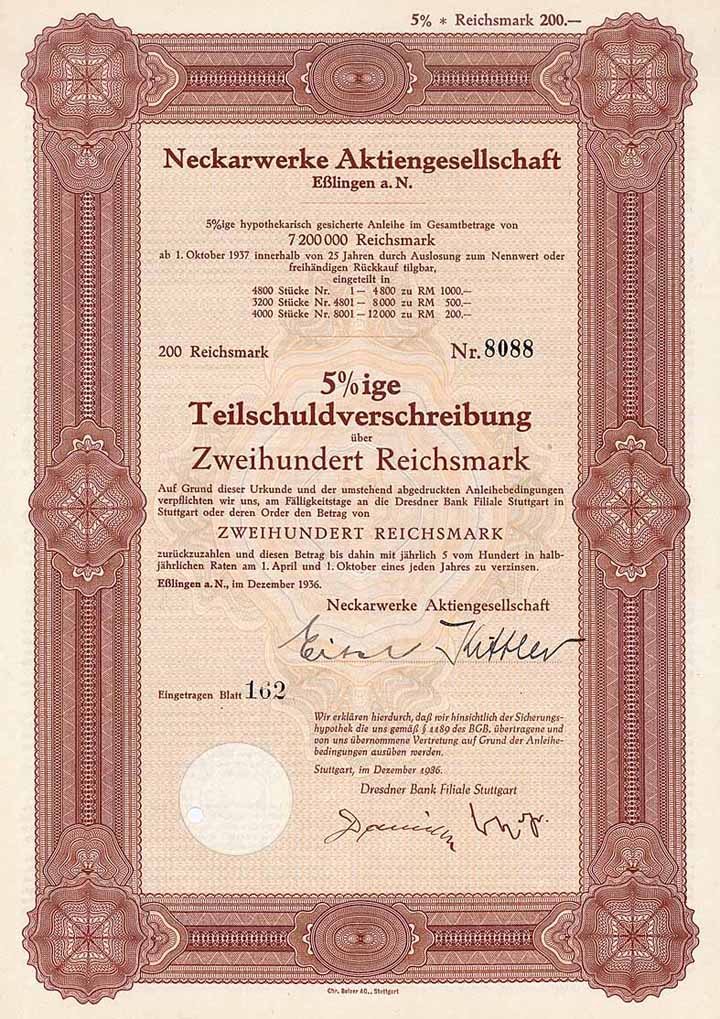 5% * Reichsmark 200.—
Neckarwerke Aktiengesellschaft
Eßlingen a. N.
5%ige hypothekarisch gesicherte Anleihe im Gesamtbetrage von
7 200 000 Reichsmark
ab 1. Oktober 1937 innerhalb von 25 Jahren durch Auslosung zum Nennwert oder
freihändigen Rückkauf tilgbar,
eingeteilt in
4800 Stücke Nr. 1 — 4 800 zu RM 1000.—
3200 Stücke Nr. 4801 — 8 000 zu RM 500.—
4000 Stücke Nr. 8001 — 12 000 zu RM 200.—
200 Reichsmark Nr. 8088
5%ige
Teilschuldverschreibung
über
Zweihundert Reichsmark
Auf Grund dieser Urkunde und der umstehend abgedruckten Anleihebedingungen
verpflichten wir uns, am Fälligkeitstage an die Dresdner Bank Filiale Stuttgart in
Stuttgart oder deren Order den Betrag von
ZWEIHUNDERT REICHSMARK
zurückzuzahlen und diesen Betrag bis dahin mit jährlich 5 vom Hundert in halb-
jährlichen Raten am 1. April und 1. Oktober eines jeden Jahres zu verzinsen.
Eßlingen a. N., im Dezember 1936.
Neckarwerke Aktiengesellschaft
Kittler
Eingetragen Blatt 162
Wir erklären hierdurch, daß wir hinsichtlich der Sicherungs-
hypothek die uns gemäß § 1189 des BGB. übertragene und
von uns übernommene Vertretung auf Grund der Anleihe-
bedingungen ausüben werden.
Stuttgart, im Dezember 1936.
Dresdner Bank Filiale Stuttgart
Chr. Belser AG., Stuttgart